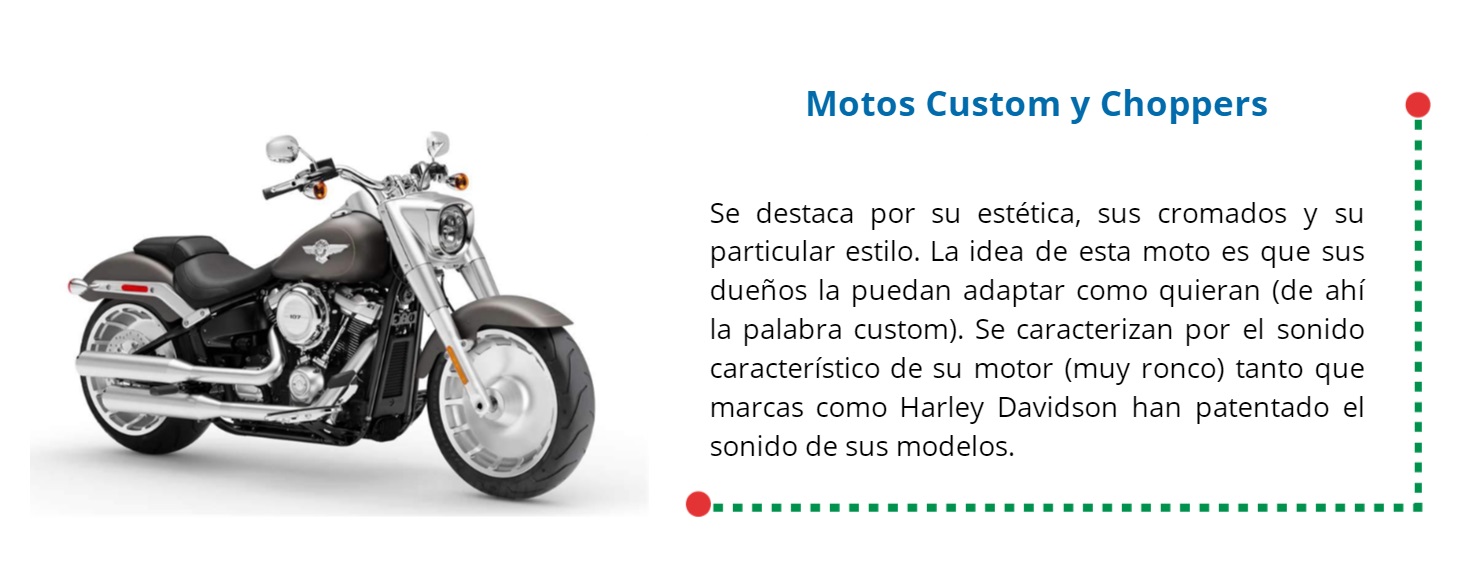 Motos Custom y Choppers
Se destaca por su estética, sus cromados y su
particular estilo. La idea de esta moto es que sus
dueños la puedan adaptar como quieran (de ahí
la palabra custom). Se caracterizan por el sonido
característico de su motor (muy ronco) tanto que
marcas como Harley Davidson han patentado el
sonido de sus modelos.